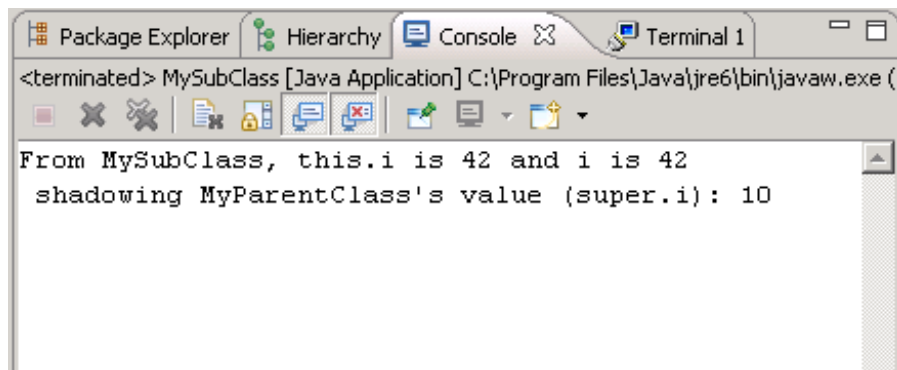 Package Explorer Hierarchy Console Terminal 1
<terminated> MySubClass [Java Application] C:\Program Files\Java\jre6\bin\javaw.exe (
From MySubClass, this.i is 42 and i is 42
 shadowing MyParentClass's value (super.i): 10